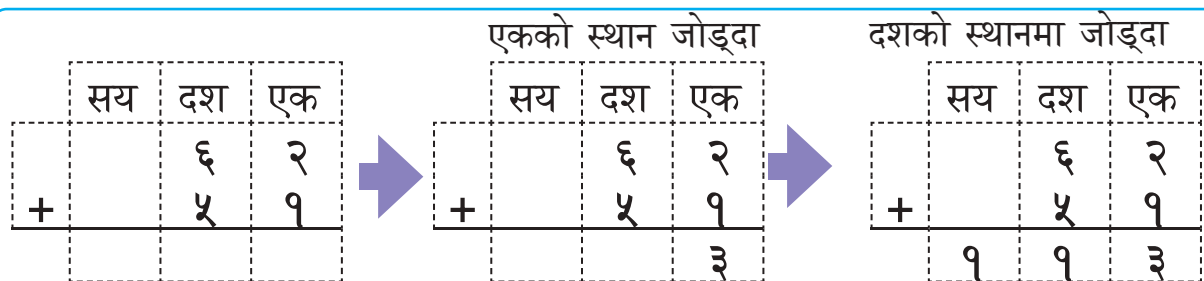 एकको स्थान जोड्दा दशको स्थानमा जोड्दा
सय दश एक सय दश एक सय दश एक
६ २ ६ २ ६ २
+ ५ १ + ५ १ + ५ १
३ १ १ ३